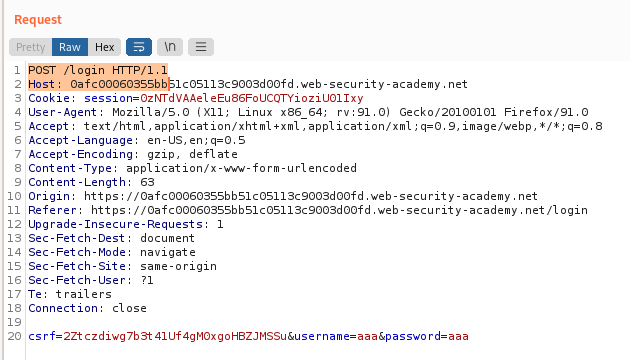 Request
Pretty Raw Hex \n
1 POST /login HTTP/1.1
2 Host: 0afc00060355bb51c05113c9003d00fd.web-security-academy.net
3 Cookie: session=0zNTdVAAeleEu86FoUCQTYioziU01Ixy
4 User-Agent: Mozilla/5.0 (X11; Linux x86_64; rv:91.0) Gecko/20100101 Firefox/91.0
5 Accept: text/html,application/xhtml+xml,application/xml;q=0.9,image/webp,*/*;q=0.8
6 Accept-Language: en-US,en;q=0.5
7 Accept-Encoding: gzip, deflate
8 Content-Type: application/x-www-form-urlencoded
9 Content-Length: 63
10 Origin: https://0afc00060355bb51c05113c9003d00fd.web-security-academy.net
11 Referer: https://0afc00060355bb51c05113c9003d00fd.web-security-academy.net/login
12 Upgrade-Insecure-Requests: 1
13 Sec-Fetch-Dest: document
14 Sec-Fetch-Mode: navigate
15 Sec-Fetch-Site: same-origin
16 Sec-Fetch-User: ?1
17 Te: trailers
18 Connection: close
19
20 csrf=2Ztczdiwg7b3t41Uf4gM0xgoHBZJMSSu&username=aaa&password=aaa